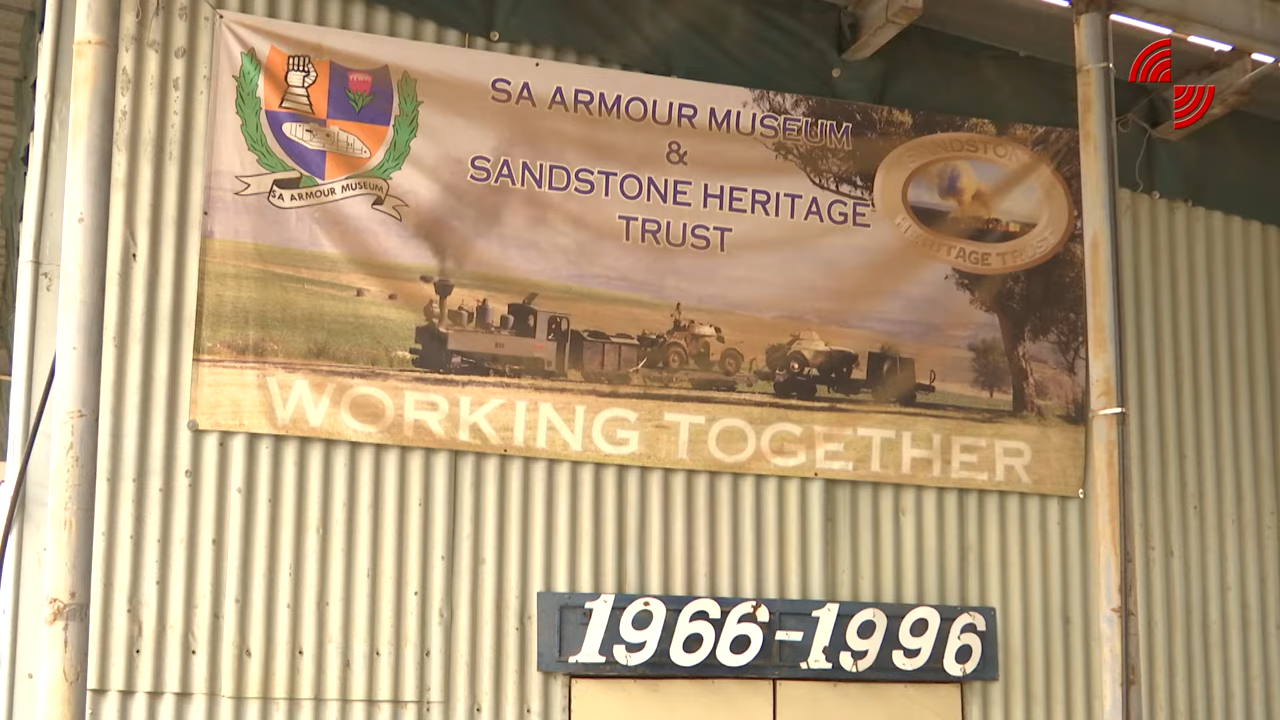 SA ARMOUR MUSEUM
&
SANDSTONE HERITAGE
TRUST
SA ARMOUR MUSEUM
SANDSTONE
HERITAGE TRUST
WORKING TOGETHER
1966-1996